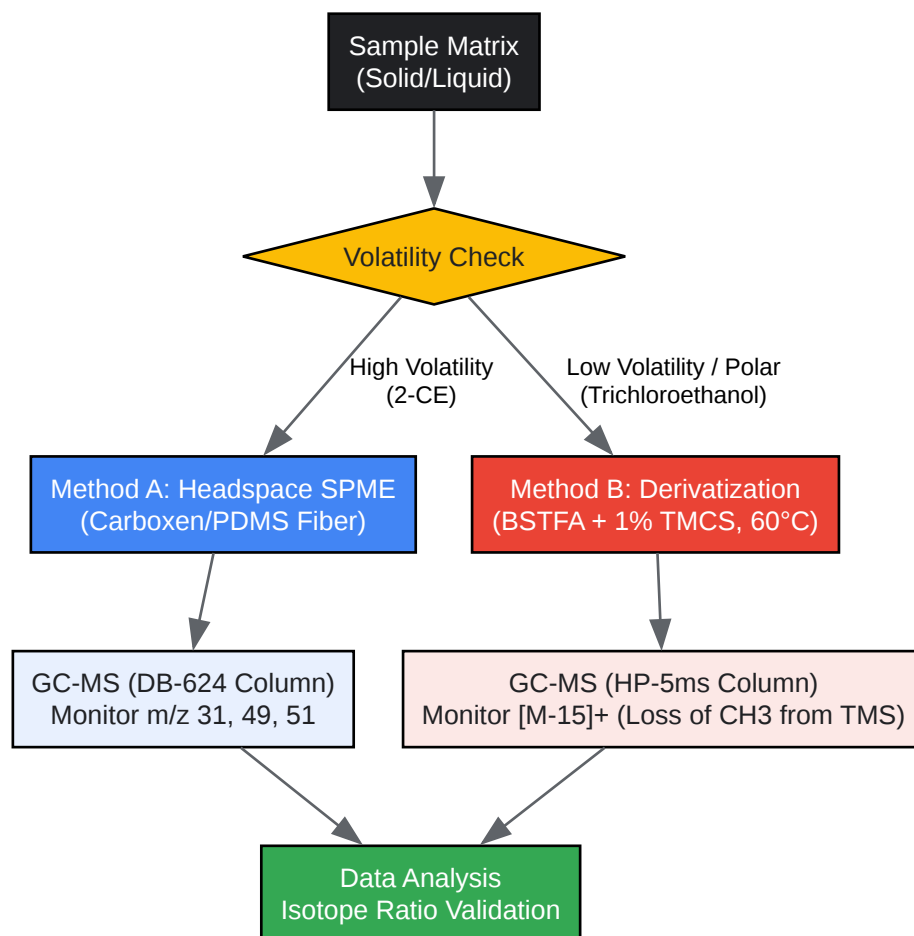 Sample Matrix
(Solid/Liquid)
Volatility Check
High Volatility
(2-CE)
Low Volatility / Polar
(Trichloroethanol)
Method A: Headspace SPME
(Carboxen/PDMS Fiber)
Method B: Derivatization
(BSTFA + 1% TMCS, 60°C)
GC-MS (DB-624 Column)
Monitor m/z 31, 49, 51
GC-MS (HP-5ms Column)
Monitor [M-15]+ (Loss of CH3 from TMS)
Data Analysis
Isotope Ratio Validation